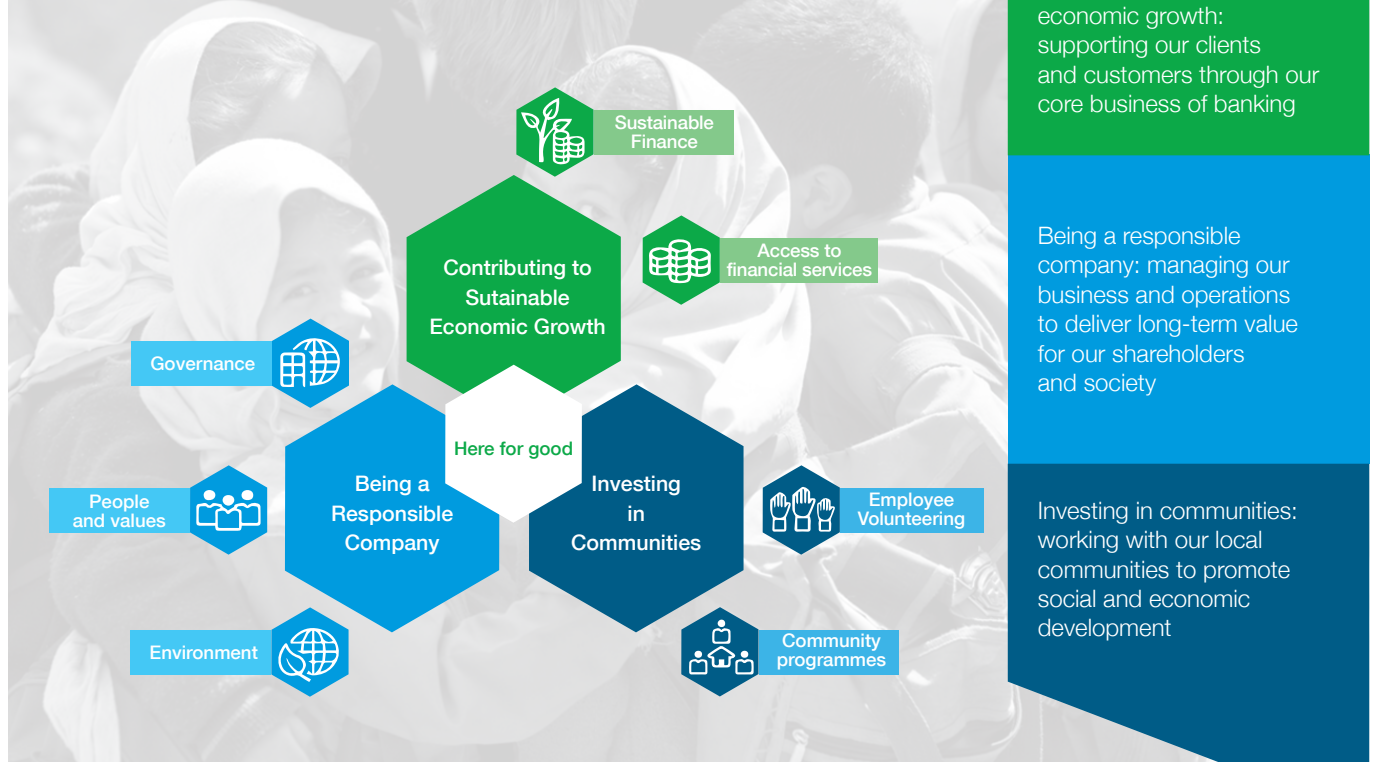 Sustainable
Finance
Access to
financial services
Contributing to
Sutainable
Economic Growth
Governance
Here for good
People
and values
Being a
Responsible
Company
Investing
in
Communities
Employee
Volunteering
Environment
Community
programmes
economic growth:
supporting our clients
and customers through our
core business of banking
Being a responsible
company: managing our
business and operations
to deliver long-term value
for our shareholders
and society
Investing in communities:
working with our local
communities to promote
social and economic
development